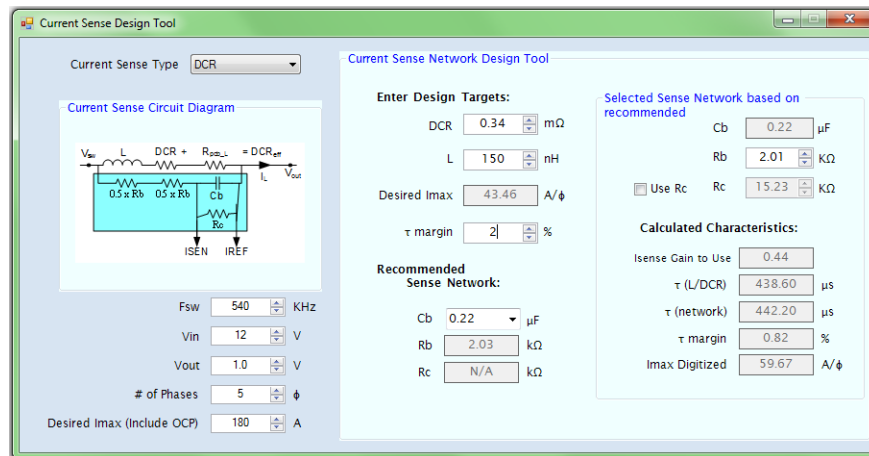 Current Sense Design Tool
Current Sense Type DCR
Current Sense Circuit Diagram
L DCR + Rpcb_L = DCReff
Vsw IL Vout
0.5 x Rb 0.5 x Rb Cb
Rc
ISEN IREF
Fsw 540 KHz
Vin 12 V
Vout 1.0 V
# of Phases 5 ϕ
Desired Imax (Include OCP) 180 A
Current Sense Network Design Tool
Enter Design Targets:
DCR 0.34 mΩ
L 150 nH
Desired Imax 43.46 A/ϕ
τ margin 2 %
Recommended
Sense Network:
Cb 0.22 μF
Rb 2.03 kΩ
Rc N/A kΩ
Selected Sense Network based on
recommended
Cb 0.22 μF
Rb 2.01 KΩ
Use Rc Rc 15.23 KΩ
Calculated Characteristics:
Isense Gain to Use 0.44
τ (L/DCR) 438.60 μs
τ (network) 442.20 μs
τ margin 0.82 %
Imax Digitized 59.67 A/ϕ